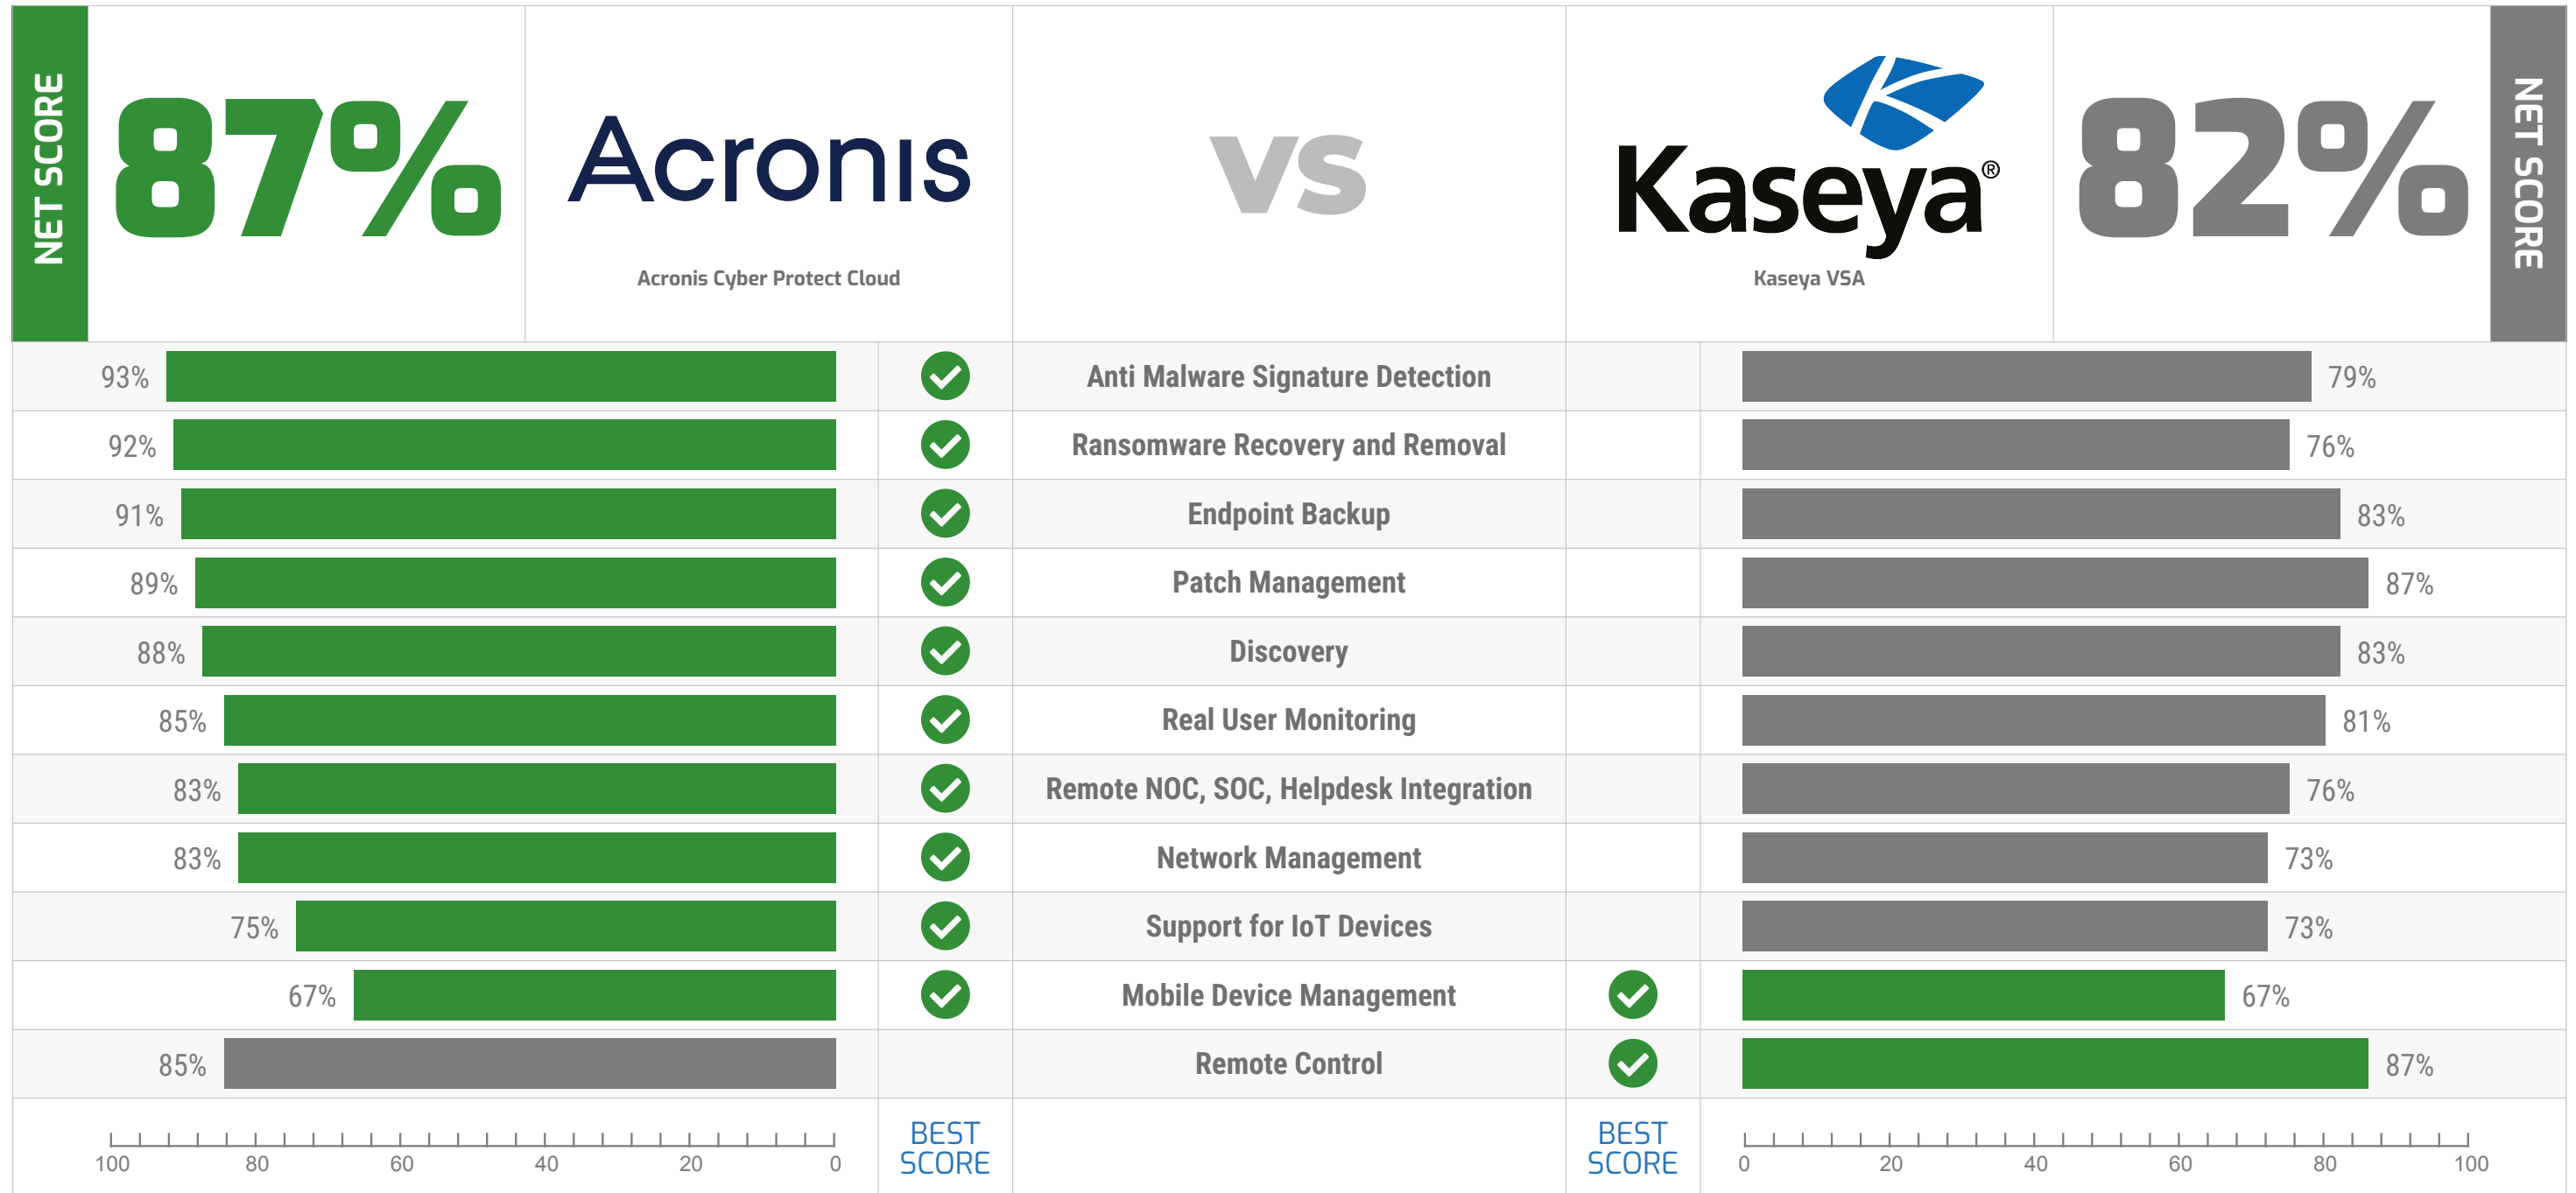 NET SCORE
87%
Acronis
Acronis Cyber Protect Cloud
VS
Kaseya®
Kaseya VSA
82%
NET SCORE
93% Anti Malware Signature Detection 79%
92% Ransomware Recovery and Removal 76%
91% Endpoint Backup 83%
89% Patch Management 87%
88% Discovery 83%
85% Real User Monitoring 81%
83% Remote NOC, SOC, Helpdesk Integration 76%
83% Network Management 73%
75% Support for IoT Devices 73%
67% Mobile Device Management 67%
85% Remote Control 87%
100 80 60 40 20 0
BEST
SCORE
BEST
SCORE
0 20 40 60 80 100